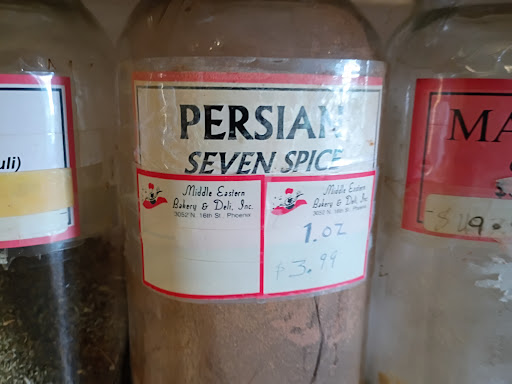 uli)
PERSIAN
SEVEN SPICE
Middle Eastern
Bakery & Deli, Inc.
3052 N. 16th St., Phoenix
Middle Eastern
Bakery & Deli, Inc.
3052 N. 16th St., Phoenix
1.0Z
$3.99
MA